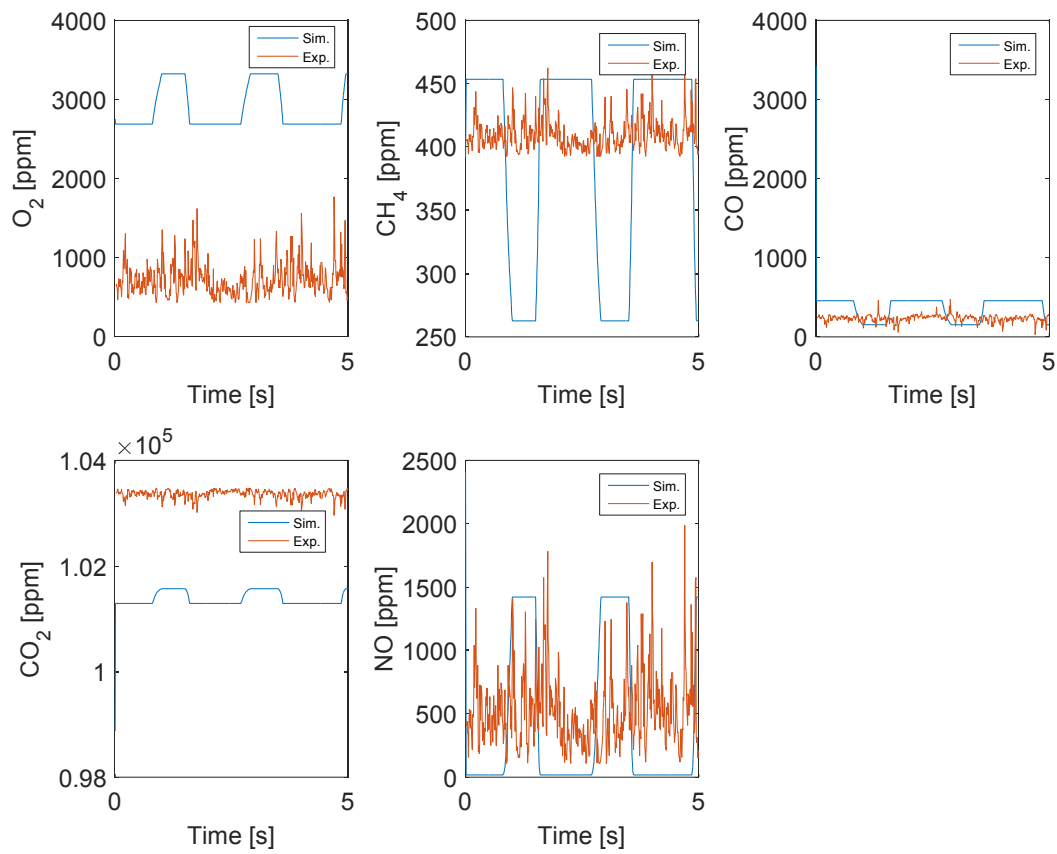 O2 [ppm]
4000
3000
2000
1000
0
0
5
Time [s]
Sim.
Exp.
CH4 [ppm]
500
450
400
350
300
250
0
5
Time [s]
Sim.
Exp.
CO [ppm]
4000
3000
2000
1000
0
0
5
Time [s]
Sim.
Exp.
CO2 [ppm]
×10^5
1.04
1.02
1
0.98
0
5
Time [s]
Sim.
Exp.
NO [ppm]
2500
2000
1500
1000
500
0
0
5
Time [s]
Sim.
Exp.